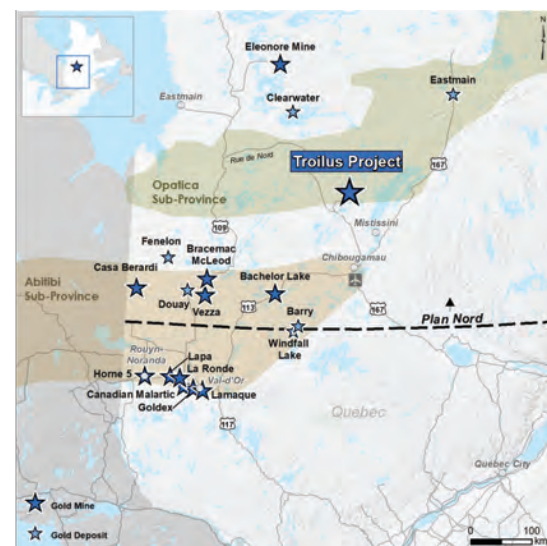 N
Eleonore Mine
Eastmain
Clearwater
Eastmain
Rue de Nord
Troilus Project
167
Opatica
Sub-Province
109
Mistissini
Fenelon
Bracemac
McLeod
Chibougamau
Casa Berardi
Bachelor Lake
Abitibi
Sub-Province
Douay
Vezza
113
Barry
167
Plan Nord
Windfall
Lake
Rouyn-
Noranda
Lapa
La Ronde
Horne 5
Val-d'Or
Canadian Malartic
Goldex
Lamaque
117
Quebec
Quebec City
Gold Mine
Gold Deposit
0
100
km